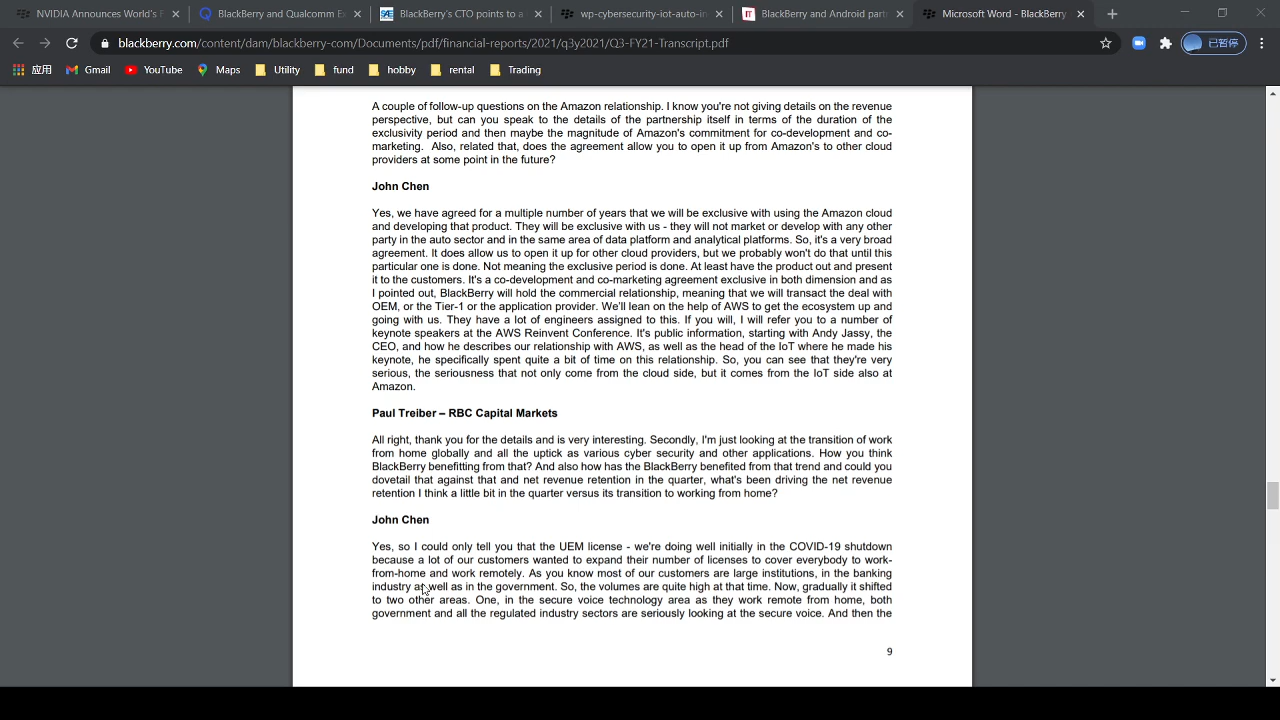 NVIDIA Announces World's F
BlackBerry and Qualcomm Ex
BlackBerry's CTO points to a
wp-cybersecurity-iot-auto-in
BlackBerry and Android part
Microsoft Word - BlackBerry
blackberry.com/content/dam/blackberry-com/Documents/pdf/financial-reports/2021/q3y2021/Q3-FY21-Transcript.pdf
已暂停
应用
Gmail
YouTube
Maps
Utility
fund
hobby
rental
Trading
A couple of follow-up questions on the Amazon relationship. I know you're not giving details on the revenue
perspective, but can you speak to the details of the partnership itself in terms of the duration of the
exclusivity period and then maybe the magnitude of Amazon's commitment for co-development and co-
marketing. Also, related that, does the agreement allow you to open it up from Amazon's to other cloud
providers at some point in the future?
John Chen
Yes, we have agreed for a multiple number of years that we will be exclusive with using the Amazon cloud
and developing that product. They will be exclusive with us - they will not market or develop with any other
party in the auto sector and in the same area of data platform and analytical platforms. So, it's a very broad
agreement. It does allow us to open it up for other cloud providers, but we probably won't do that until this
particular one is done. Not meaning the exclusive period is done. At least have the product out and present
it to the customers. It's a co-development and co-marketing agreement exclusive in both dimension and as
I pointed out, BlackBerry will hold the commercial relationship, meaning that we will transact the deal with
OEM, or the Tier-1 or the application provider. We'll lean on the help of AWS to get the ecosystem up and
going with us. They have a lot of engineers assigned to this. If you will, I will refer you to a number of
keynote speakers at the AWS Reinvent Conference. It's public information, starting with Andy Jassy, the
CEO, and how he describes our relationship with AWS, as well as the head of the IoT where he made his
keynote, he specifically spent quite a bit of time on this relationship. So, you can see that they're very
serious, the seriousness that not only come from the cloud side, but it comes from the IoT side also at
Amazon.
Paul Treiber – RBC Capital Markets
All right, thank you for the details and is very interesting. Secondly, I'm just looking at the transition of work
from home globally and all the uptick as various cyber security and other applications. How you think
BlackBerry benefitting from that? And also how has the BlackBerry benefited from that trend and could you
dovetail that against that and net revenue retention in the quarter, what's been driving the net revenue
retention I think a little bit in the quarter versus its transition to working from home?
John Chen
Yes, so I could only tell you that the UEM license - we're doing well initially in the COVID-19 shutdown
because a lot of our customers wanted to expand their number of licenses to cover everybody to work-
from-home and work remotely. As you know most of our customers are large institutions, in the banking
industry as well as in the government. So, the volumes are quite high at that time. Now, gradually it shifted
to two other areas. One, in the secure voice technology area as they work remote from home, both
government and all the regulated industry sectors are seriously looking at the secure voice. And then the
9